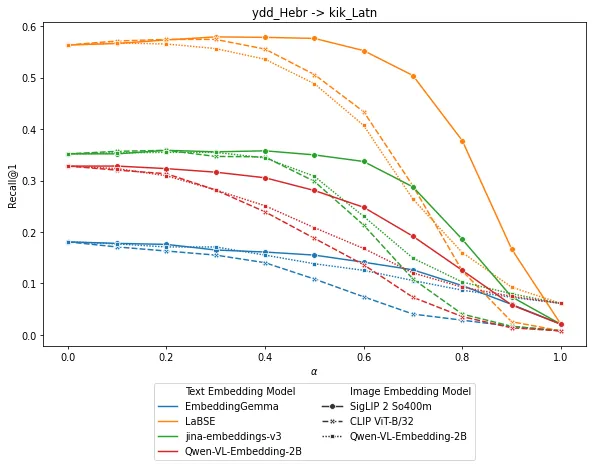 ydd_Hebr -> kik_Latn
0.6
0.5
0.4
0.3
0.2
0.1
0.0
Recall@1
0.0 0.2 0.4 0.6 0.8 1.0
α
Text Embedding Model Image Embedding Model
EmbeddingGemma SigLIP 2 So400m
LaBSE CLIP ViT-B/32
jina-embeddings-v3 Qwen-VL-Embedding-2B
Qwen-VL-Embedding-2B